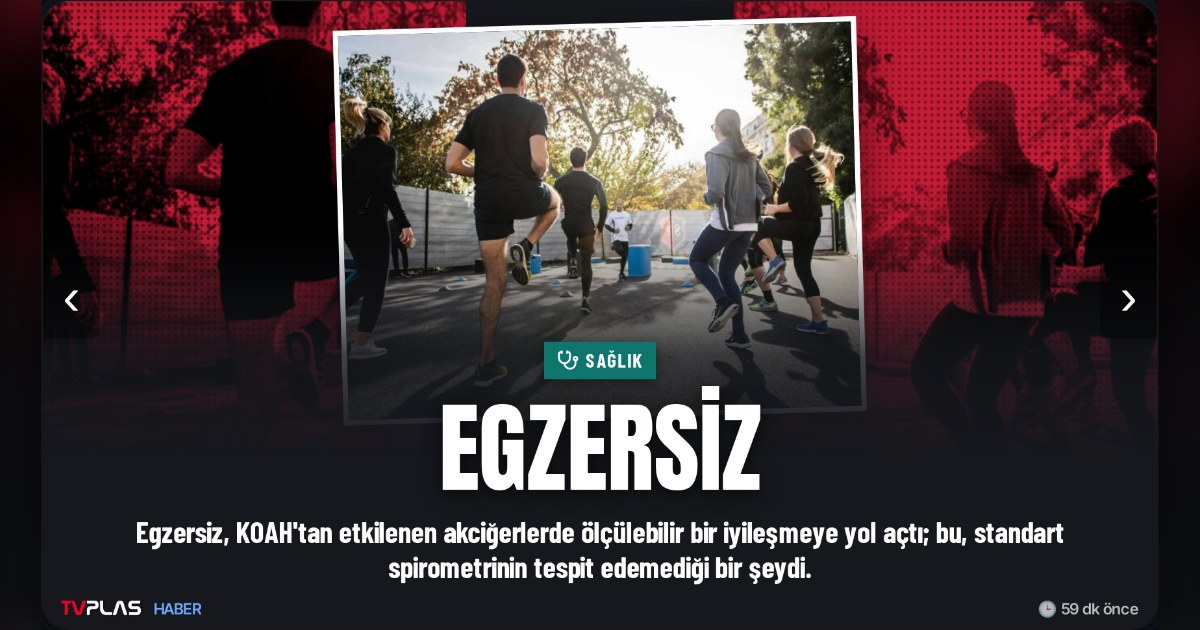 SAĞLIK
EGZERSİZ
Egzersiz, KOAH'tan etkilenen akciğerlerde ölçülebilir bir iyileşmeye yol açtı; bu, standart
spirometrinin tespit edemediği bir şeydi.
TVPLAS HABER
59 dk önce